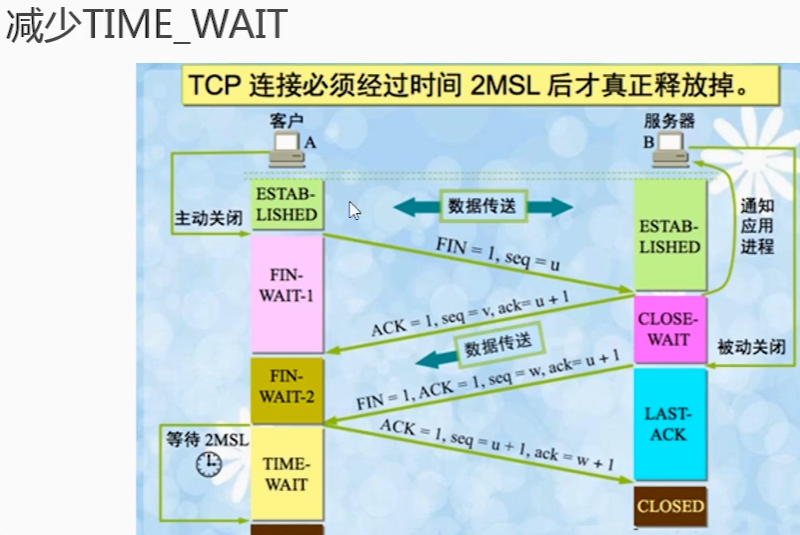 减少TIME_WAIT
TCP 连接必须经过时间 2MSL 后才真正释放掉。
客户
A
服务器
B
主动关闭
ESTAB-
LISHED
数据传送
ESTAB-
LISHED
通知
应用
进程
FIN = 1, seq = u
FIN-
WAIT-1
ACK = 1, seq = v, ack= u + 1
CLOSE-
WAIT
数据传送
被动关闭
FIN-
WAIT-2
FIN = 1, ACK = 1, seq = w, ack= u + 1
LAST-
ACK
ACK = 1, seq = u + 1, ack = w + 1
等待 2MSL
TIME-
WAIT
CLOSED